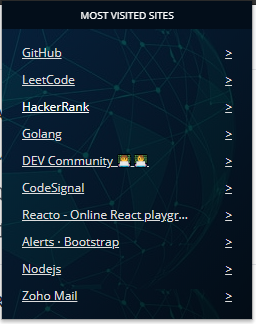 MOST VISITED SITES
GitHub >
LeetCode >
HackerRank >
Golang >
DEV Community 👩‍💻👨‍💻 >
CodeSignal >
Reacto - Online React playgr... >
Alerts · Bootstrap >
Nodejs >
Zoho Mail >